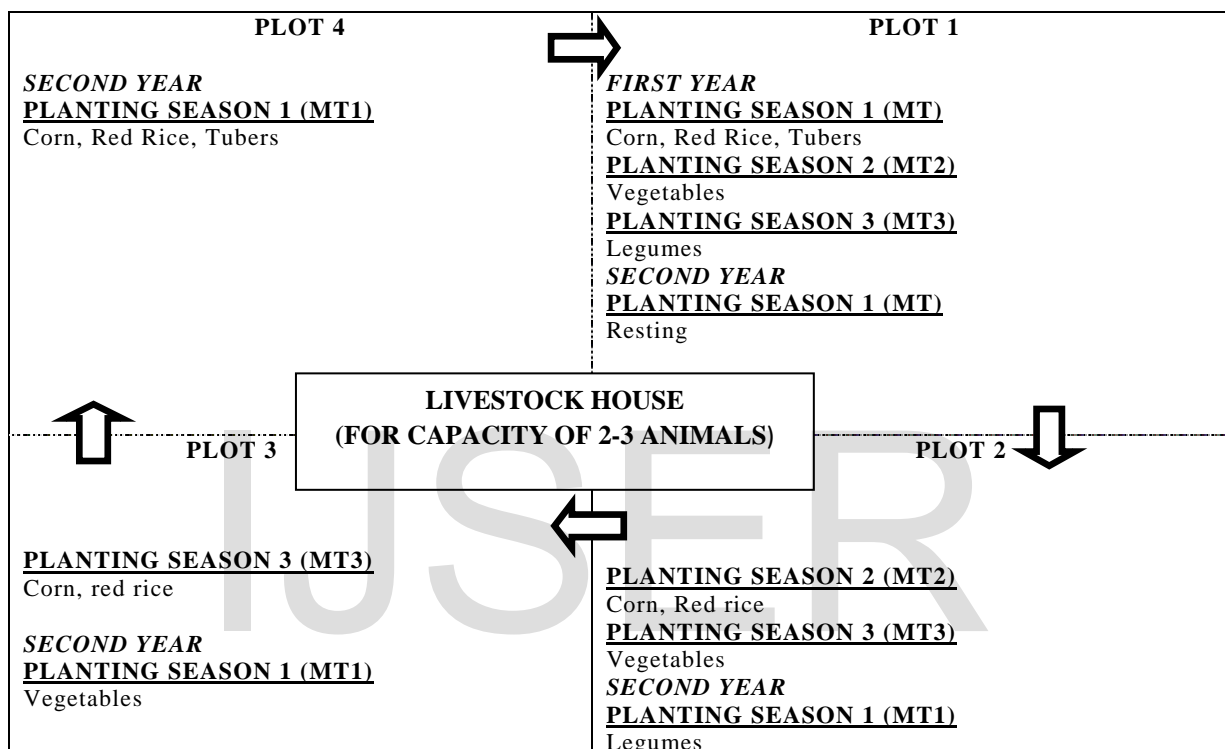 PLOT 4
SECOND YEAR
PLANTING SEASON 1 (MT1)
Corn, Red Rice, Tubers
PLOT 1
FIRST YEAR
PLANTING SEASON 1 (MT)
Corn, Red Rice, Tubers
PLANTING SEASON 2 (MT2)
Vegetables
PLANTING SEASON 3 (MT3)
Legumes
SECOND YEAR
PLANTING SEASON 1 (MT)
Resting
LIVESTOCK HOUSE
(FOR CAPACITY OF 2-3 ANIMALS)
PLOT 3
PLANTING SEASON 3 (MT3)
Corn, red rice
SECOND YEAR
PLANTING SEASON 1 (MT1)
Vegetables
PLOT 2
PLANTING SEASON 2 (MT2)
Corn, Red rice
PLANTING SEASON 3 (MT3)
Vegetables
SECOND YEAR
PLANTING SEASON 1 (MT1)
Legumes
IJSER